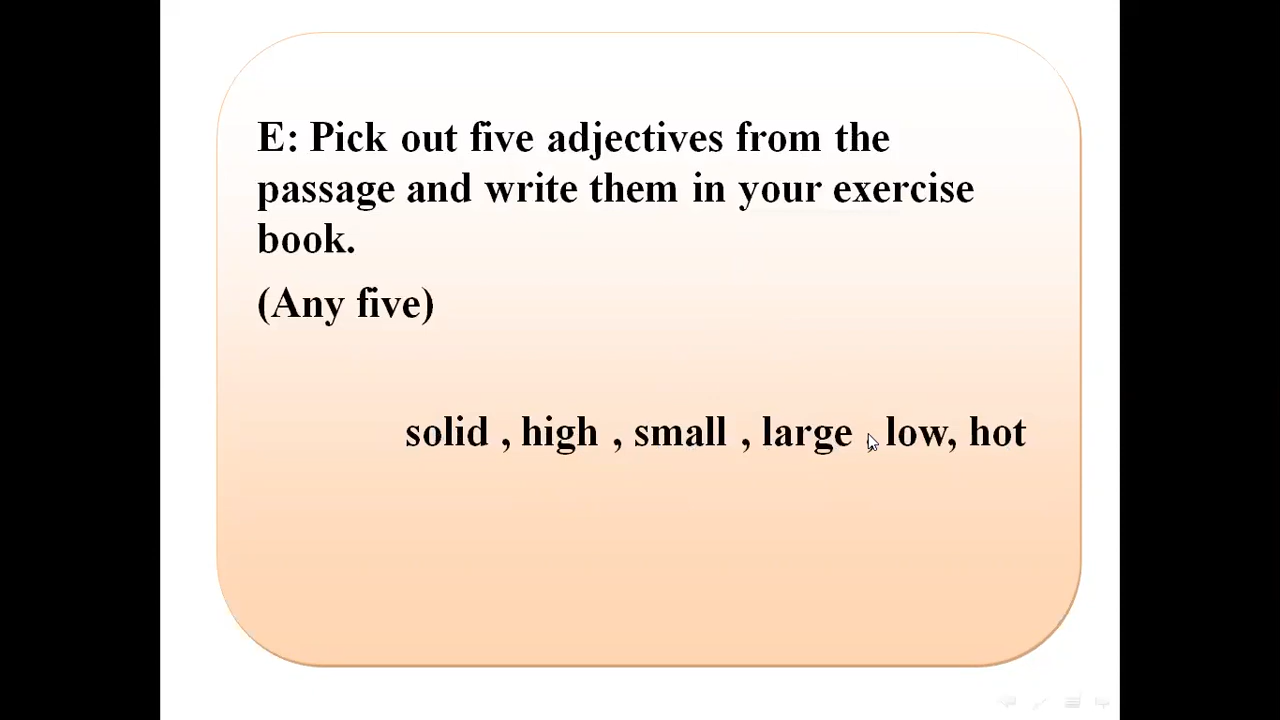 E: Pick out five adjectives from the
passage and write them in your exercise
book.
(Any five)
solid , high , small , large , low, hot